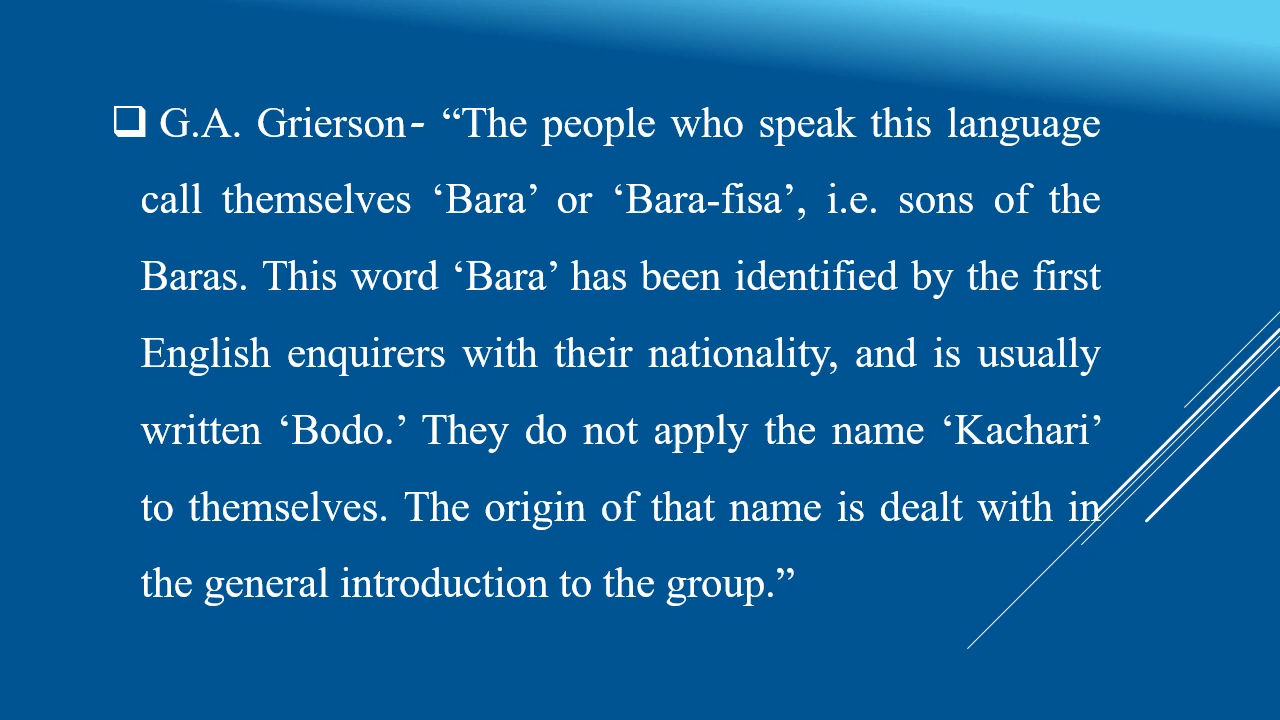 ❑ G.A. Grierson- “The people who speak this language
call themselves ‘Bara’ or ‘Bara-fisa’, i.e. sons of the
Baras. This word ‘Bara’ has been identified by the first
English enquirers with their nationality, and is usually
written ‘Bodo.’ They do not apply the name ‘Kachari’
to themselves. The origin of that name is dealt with in
the general introduction to the group.”